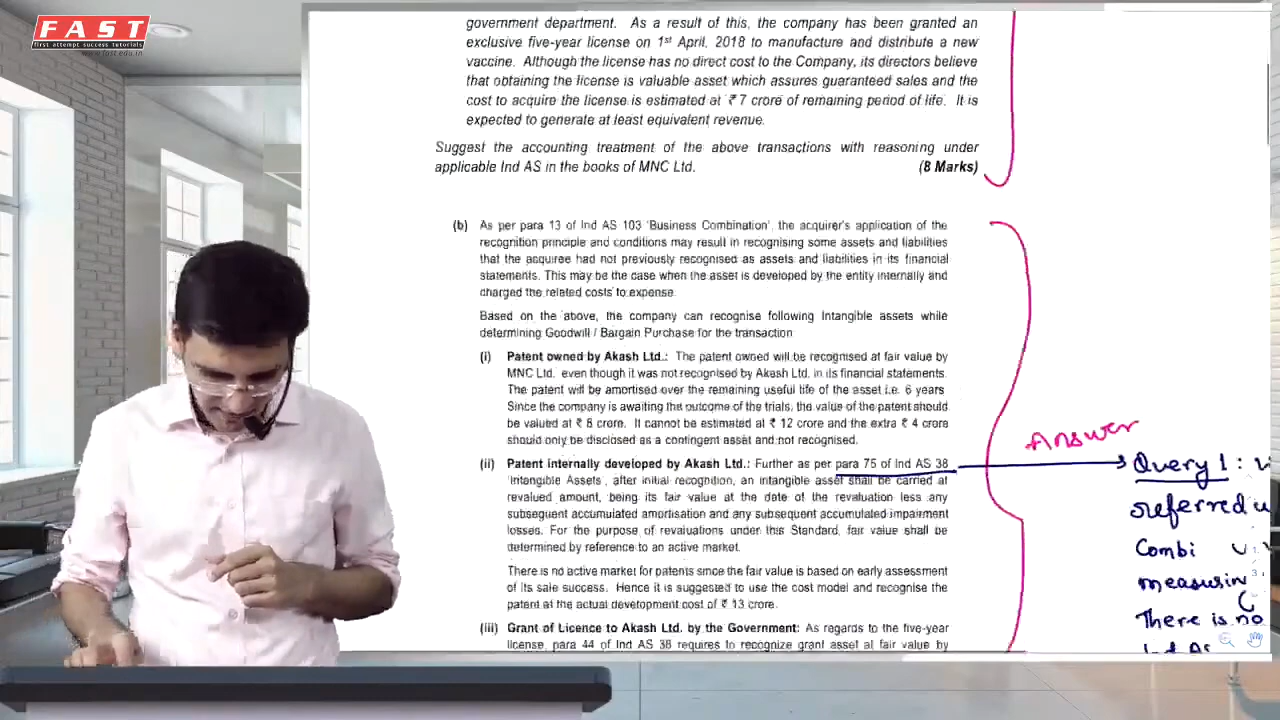 FAST
first attempt success tutorials
www.fast.edu.in
government department. As a result of this, the company has been granted an
exclusive five-year license on 1st April, 2018 to manufacture and distribute a new
vaccine. Although the license has no direct cost to the Company, its directors believe
that obtaining the license is valuable asset which assures guaranteed sales and the
cost to acquire the license is estimated at ₹ 7 crore of remaining period of life. It is
expected to generate at least equivalent revenue.
Suggest the accounting treatment of the above transactions with reasoning under
applicable Ind AS in the books of MNC Ltd. (8 Marks)
(b) As per para 13 of Ind AS 103 'Business Combination', the acquirer's application of the
recognition principle and conditions may result in recognising some assets and liabilities
that the acquiree had not previously recognised as assets and liabilities in its financial
statements. This may be the case when the asset is developed by the entity internally and
charged the related costs to expense.
Based on the above, the company can recognise following Intangible assets while
determining Goodwill / Bargain Purchase for the transaction
(i) Patent owned by Akash Ltd.: The patent owned will be recognised at fair value by
MNC Ltd. even though it was not recognised by Akash Ltd. in its financial statements.
The patent will be amortised over the remaining useful life of the asset i.e. 6 years
Since the company is awaiting the outcome of the trials, the value of the patent should
be valued at ₹ 8 crore. It cannot be estimated at ₹ 12 crore and the extra ₹ 4 crore
should only be disclosed as a contingent asset and not recognised.
(ii) Patent internally developed by Akash Ltd.: Further as per para 75 of Ind AS 38
'Intangible Assets', after initial recognition, an intangible asset shall be carried at
revalued amount, being its fair value at the date of the revaluation less any
subsequent accumulated amortisation and any subsequent accumulated impairment
losses. For the purpose of revaluations under this Standard, fair value shall be
determined by reference to an active market.
There is no active market for patents since the fair value is based on early assessment
of its sale success. Hence it is suggested to use the cost model and recognise the
patent at the actual development cost of ₹ 13 crore.
(iii) Grant of Licence to Akash Ltd. by the Government: As regards to the five-year
license, para 44 of Ind AS 38 requires to recognize grant asset at fair value by
Answer
Query 1 :
referred
Combi
measurin
There is no
Ind AS